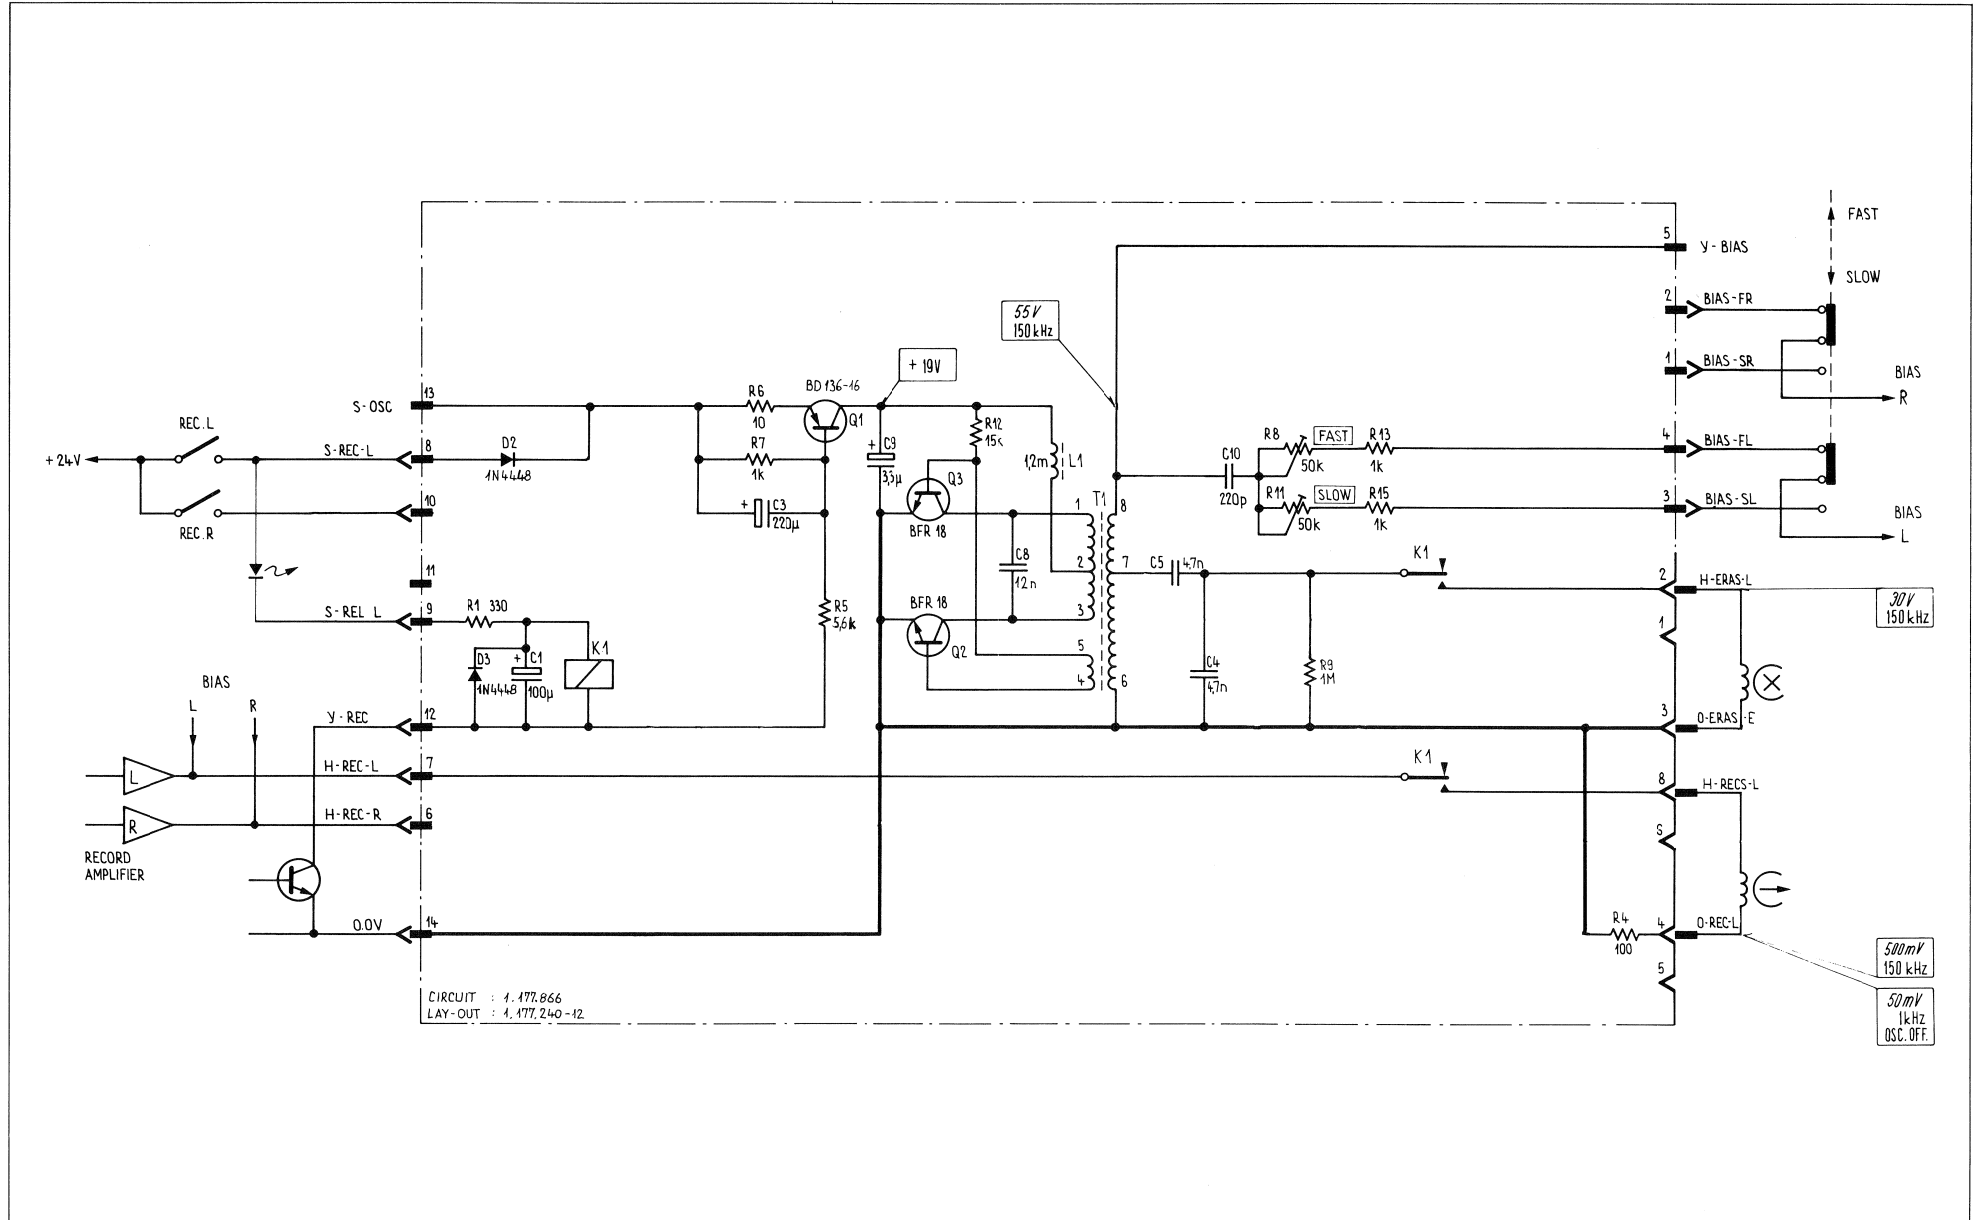 FAST
5
Y-BIAS
SLOW
2
BIAS-FR
55V
150kHz
1
BIAS-SR
BIAS
R
+ 19V
BD 136-16
R6
10
Q1
S-OSC
13
REC.L
R7
1k
C9
R12
L1
1,2m
R8
FAST
50k
R13
1k
4
BIAS-FL
+24V
S-REC-L
8
D2
1N4448
C10
220p
R11
SLOW
50k
R15
1k
3
BIAS-SL
REC.R
10
+
C3
220µ
+
Q3
BFR 18
T1
1
8
BIAS
L
C8
12n
2
7
C5
4,7n
K1
11
2
H-ERAS-L
30V
150kHz
S-REL L
9
R1 330
R5
5,6k
BFR 18
Q2
3
5
4
6
1
D3
1N4448
+
C1
100µ
K1
C4
4,7n
R9
1M
BIAS
L
R
Y-REC
12
3
O-ERAS-E
L
H-REC-L
7
K1
8
H-RECS-L
R
H-REC-R
6
S
RECORD
AMPLIFIER
0.0V
14
R4
100
4
O-REC-L
500mV
150 kHz
5
50mV
1kHz
OSC.OFF.
CIRCUIT : 1.177.866
LAY-OUT : 1.177.240-12